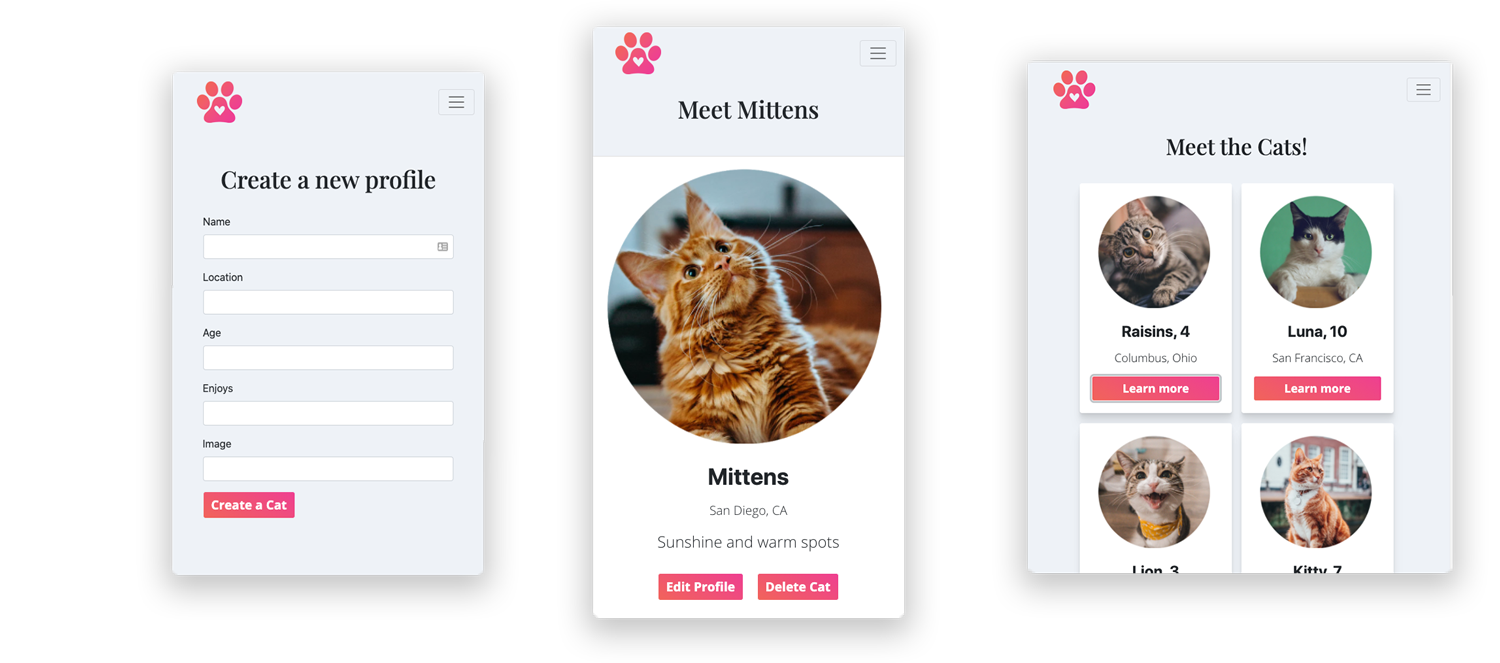 Create a new profile
Name
Location
Age
Enjoys
Image
Create a Cat
Meet Mittens
Mittens
San Diego, CA
Sunshine and warm spots
Edit Profile Delete Cat
Meet the Cats!
Raisins, 4 Luna, 10
Columbus, Ohio San Francisco, CA
Learn more Learn more
Lion, 3 Kitty, 7